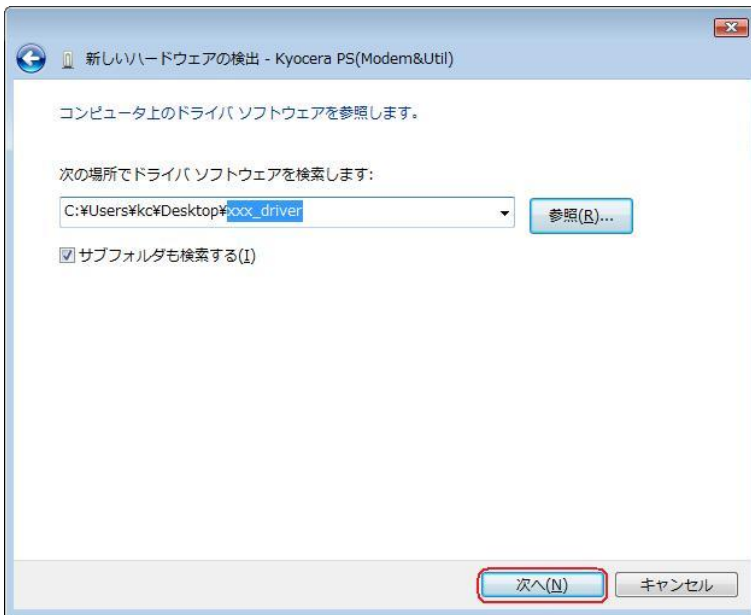 新しいハードウェアの検出 - Kyocera PS(Modem&Util)
コンピュータ上のドライバ ソフトウェアを参照します。
次の場所でドライバ ソフトウェアを検索します:
C:¥Users¥kc¥Desktop¥xxx_driver
参照(R)...
サブフォルダも検索する(I)
次へ(N)
キャンセル